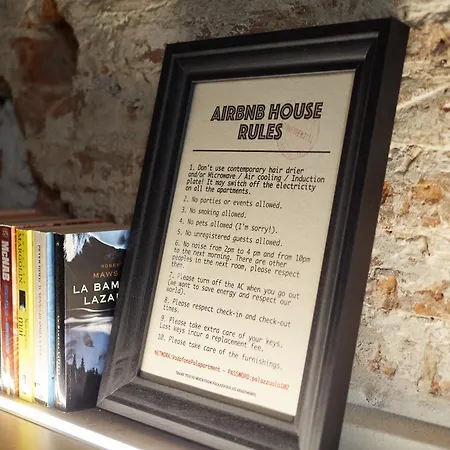 AIRBNB HOUSE
RULES
1. Don't use contemporary hair drier
and/or Microwave / Air cooling / Induction
plate! It may switch off the electricity
on all the apartments.
2. No parties or events allowed.
3. No smoking allowed.
4. No pets allowed (I'm sorry!).
5. No unregistered guests allowed.
6. No noise from 2pm to 4 pm and from 10pm
to the next morning. There are other
peoples in the next room, please respect
them.
7. Please turn off the AC when you go out
(we want to save energy and respect our
world).
8. Please respect check-in and check-out
times.
9. Please take extra care of your keys.
Lost keys incur a replacement fee.
10. Please take care of the furnishings.
NETWORK: - PASSWORD:
McNAB
ROBER
MAWS
LA BAM
LAZA